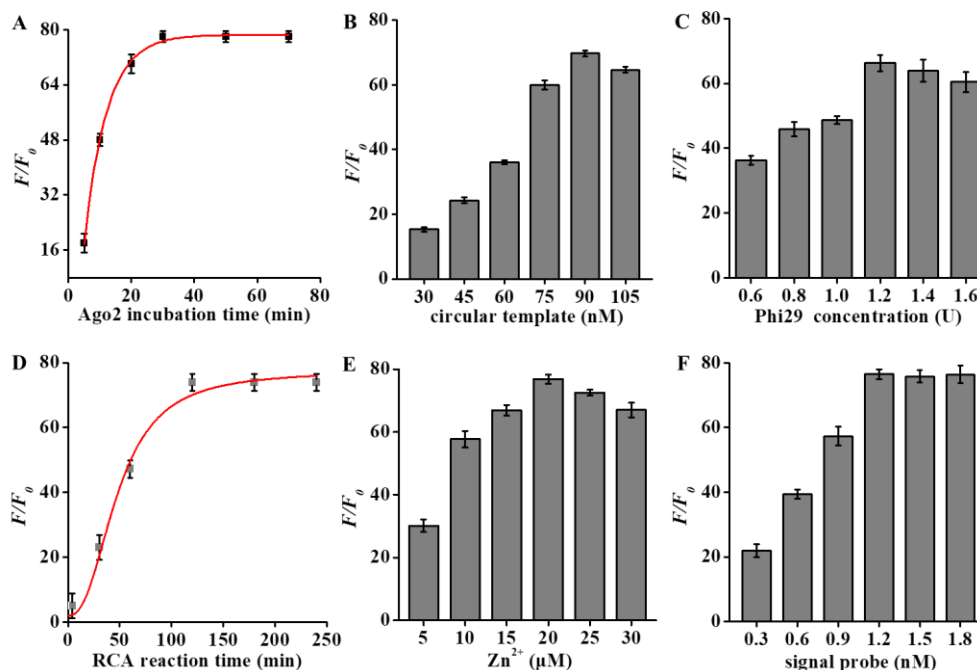 A
F/F0
80
64
48
32
16
0 20 40 60 80
Ago2 incubation time (min)
B
F/F0
80
60
40
20
0
30 45 60 75 90 105
circular template (nM)
C
F/F0
80
60
40
20
0
0.6 0.8 1.0 1.2 1.4 1.6
Phi29 concentration (U)
D
F/F0
80
60
40
20
0
0 50 100 150 200 250
RCA reaction time (min)
E
F/F0
80
60
40
20
0
5 10 15 20 25 30
Zn²⁺ (μM)
F
F/F0
80
60
40
20
0
0.3 0.6 0.9 1.2 1.5 1.8
signal probe (nM)